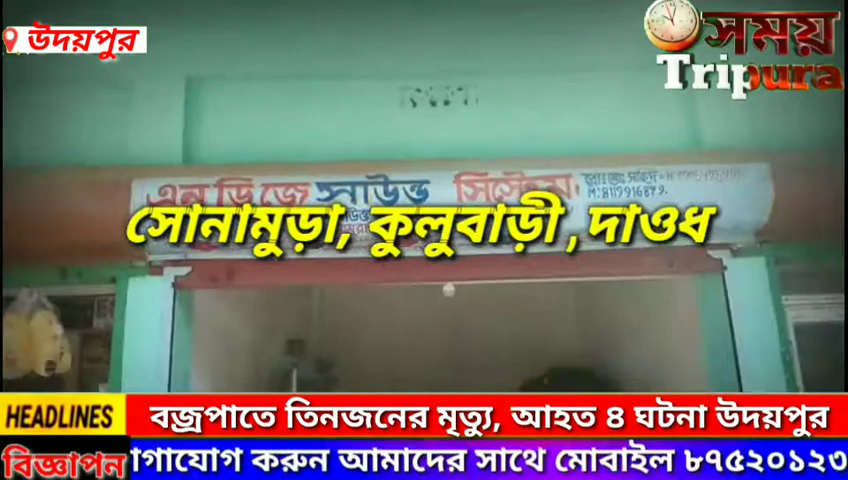 উদয়পুর
সময়
Tripura
এন ডি জে সাউন্ড সিস্টেম
M:8119916879.
সোনামুড়া, কুলুবাড়ী ,দাওধ
HEADLINES
বজ্রপাতে তিনজনের মৃত্যু, আহত ৪ ঘটনা উদয়পুর
বিজ্ঞাপন
গাযোগ করুন আমাদের সাথে মোবাইল ৮৭৫২০১২৩